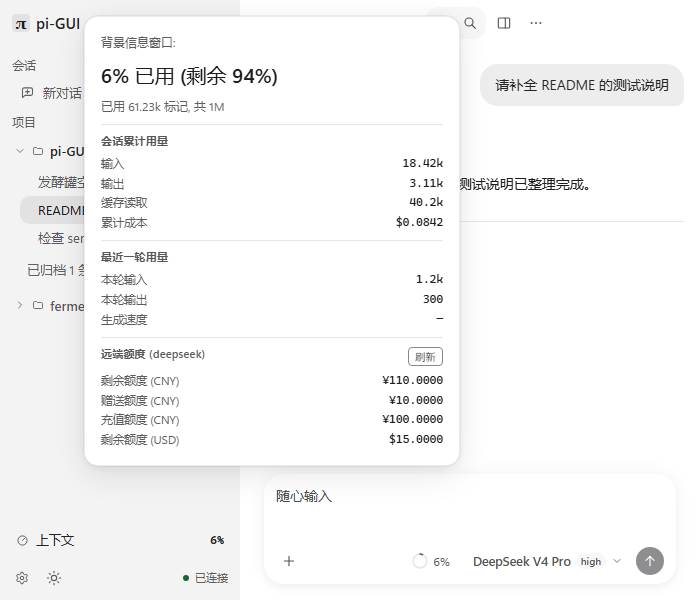 π pi-GUI
会话
新对话
项目
pi-GU
发酵罐空
README
检查 ser
已归档 1 条
ferme
上下文 6%
已连接
背景信息窗口:
6% 已用 (剩余 94%)
已用 61.23k 标记, 共 1M
会话累计用量
输入 18.42k
输出 3.11k
缓存读取 40.2k
累计成本 $0.0842
最近一轮用量
本轮输入 1.2k
本轮输出 300
生成速度 —
远端额度 (deepseek) 刷新
剩余额度 (CNY) ¥110.0000
赠送额度 (CNY) ¥10.0000
充值额度 (CNY) ¥100.0000
剩余额度 (USD) $15.0000
请补全 README 的测试说明
测试说明已整理完成。
随心输入
6% DeepSeek V4 Pro high